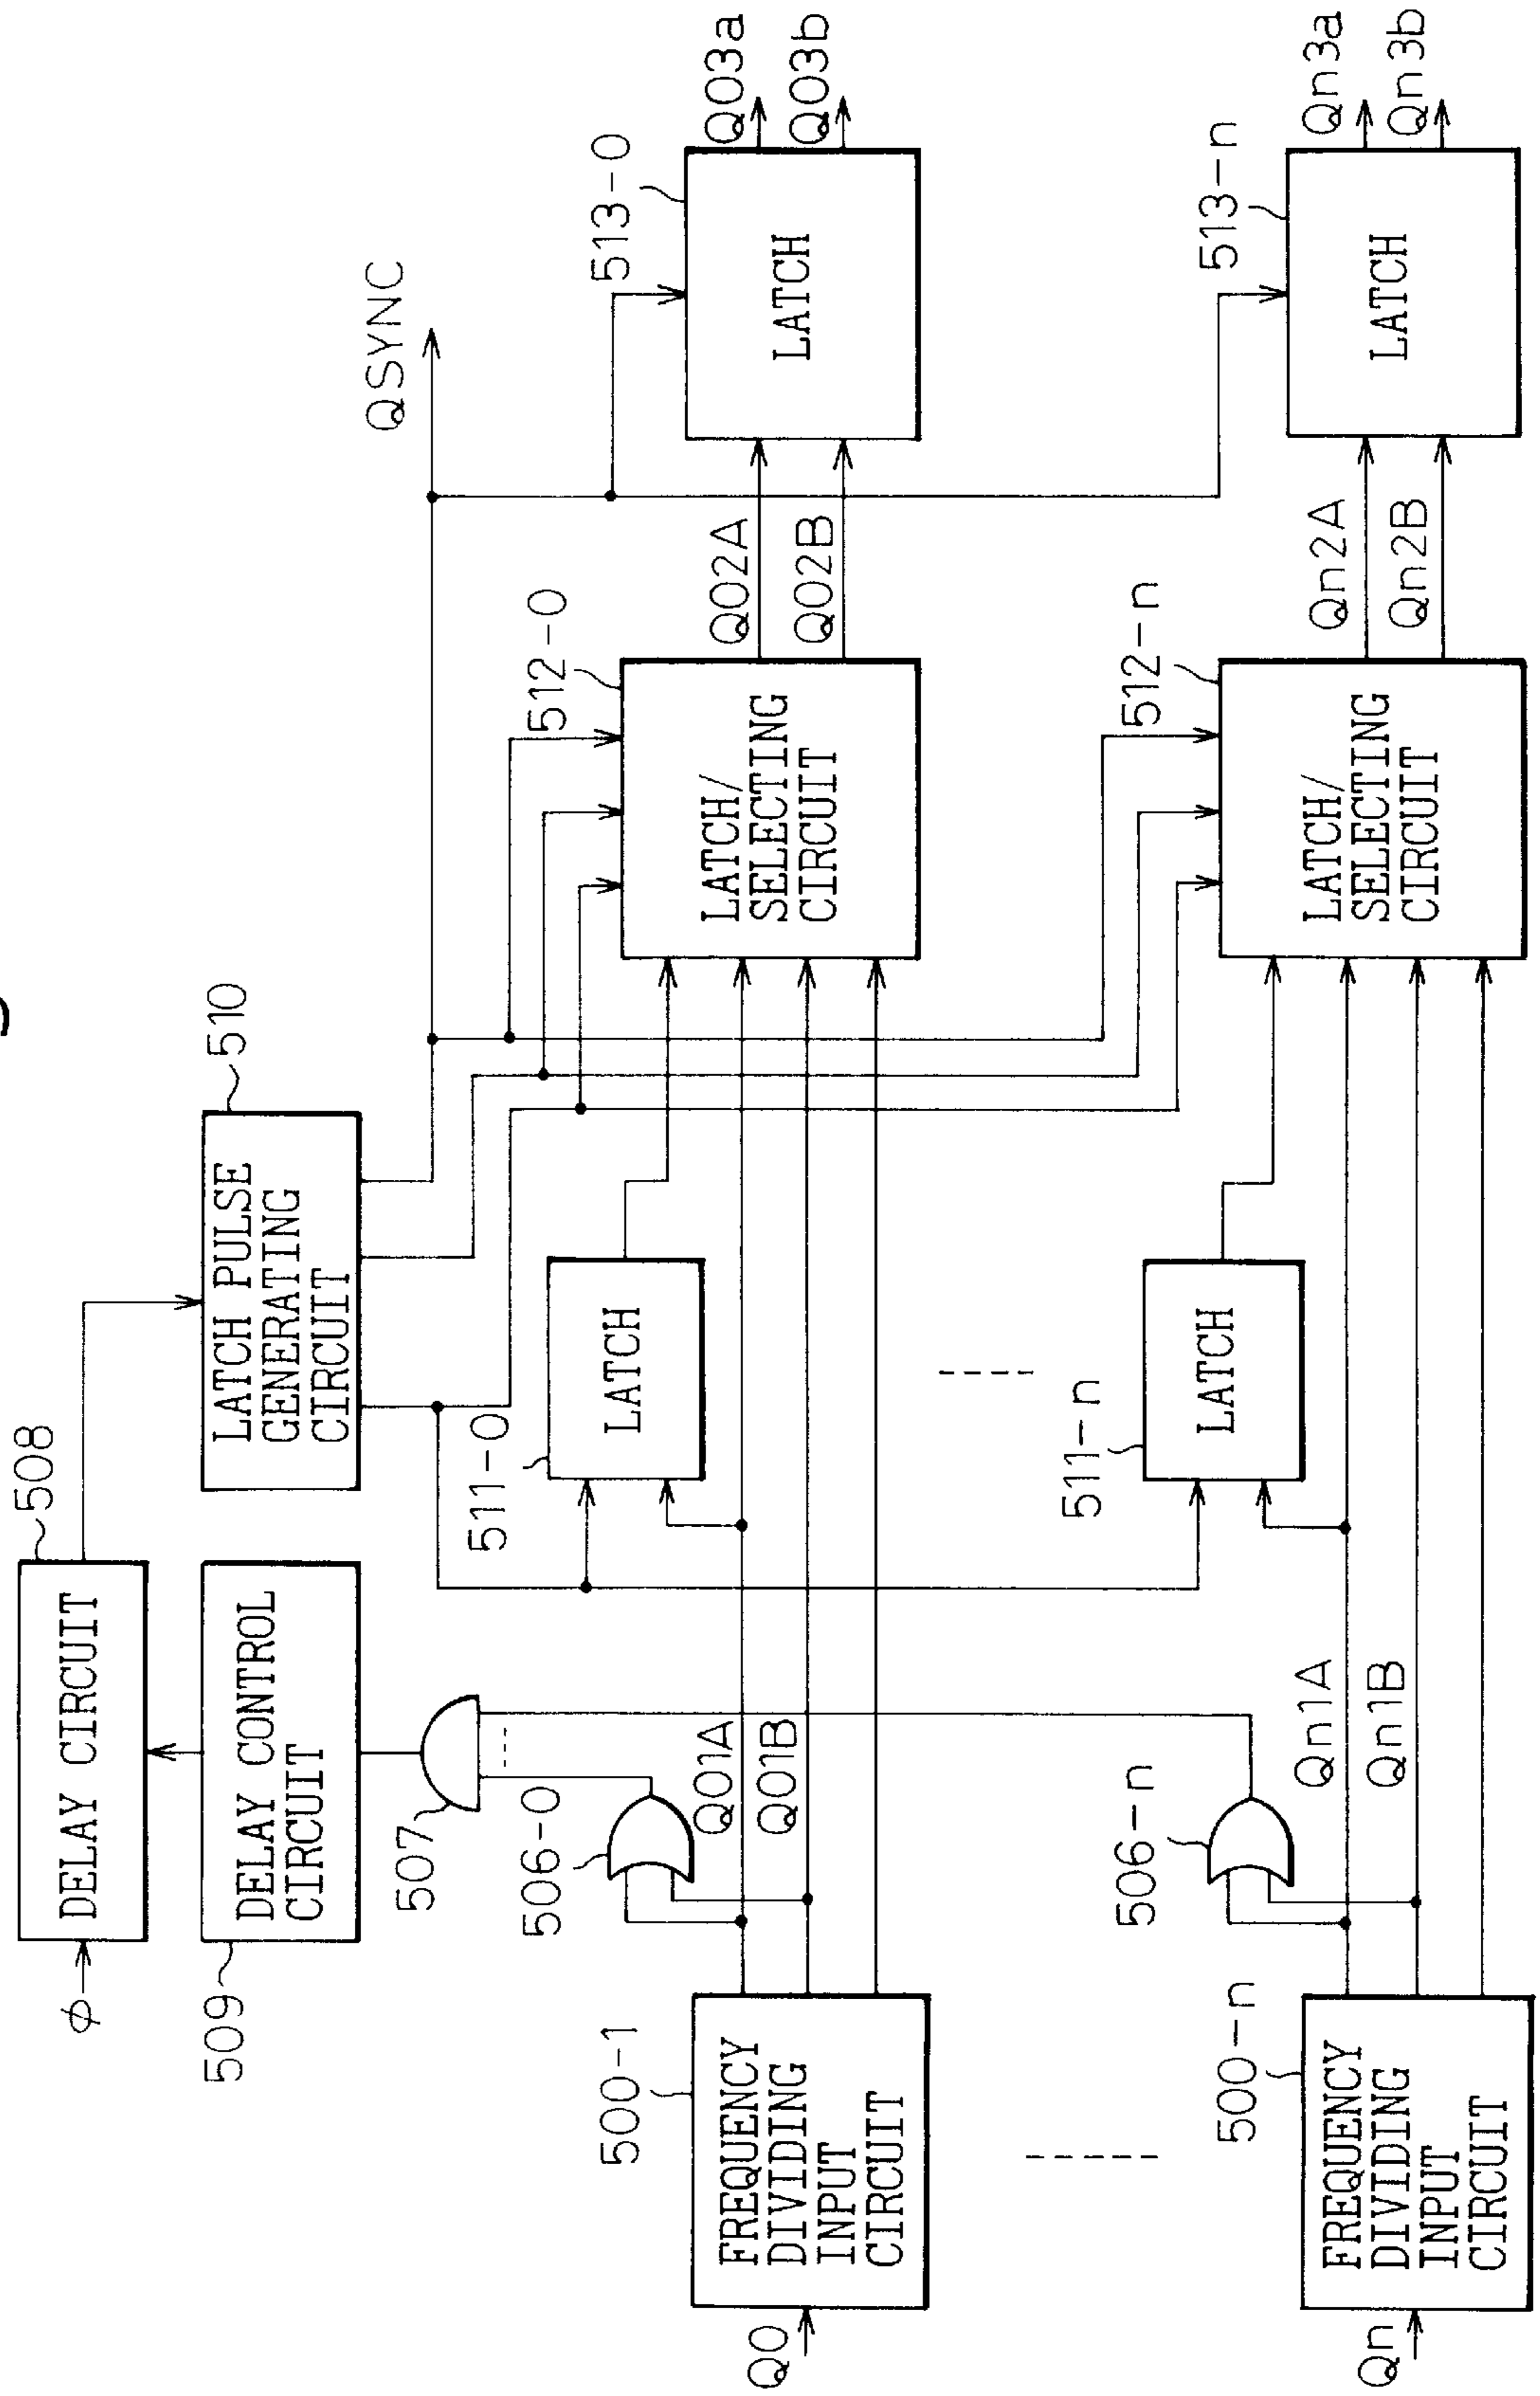 φ
DELAY CIRCUIT
508
509
DELAY CONTROL
CIRCUIT
LATCH PULSE
GENERATING
CIRCUIT
510
QSYNC
507
506-0
511-0
LATCH
512-0
LATCH/
SELECTING
CIRCUIT
513-0
LATCH
Q0
500-1
FREQUENCY
DIVIDING
INPUT
CIRCUIT
Q01A
Q01B
Q02A
Q02B
Q03a
Q03b
506-n
511-n
LATCH
512-n
LATCH/
SELECTING
CIRCUIT
513-n
LATCH
Qn
500-n
FREQUENCY
DIVIDING
INPUT
CIRCUIT
Qn1A
Qn1B
Qn2A
Qn2B
Qn3a
Qn3b